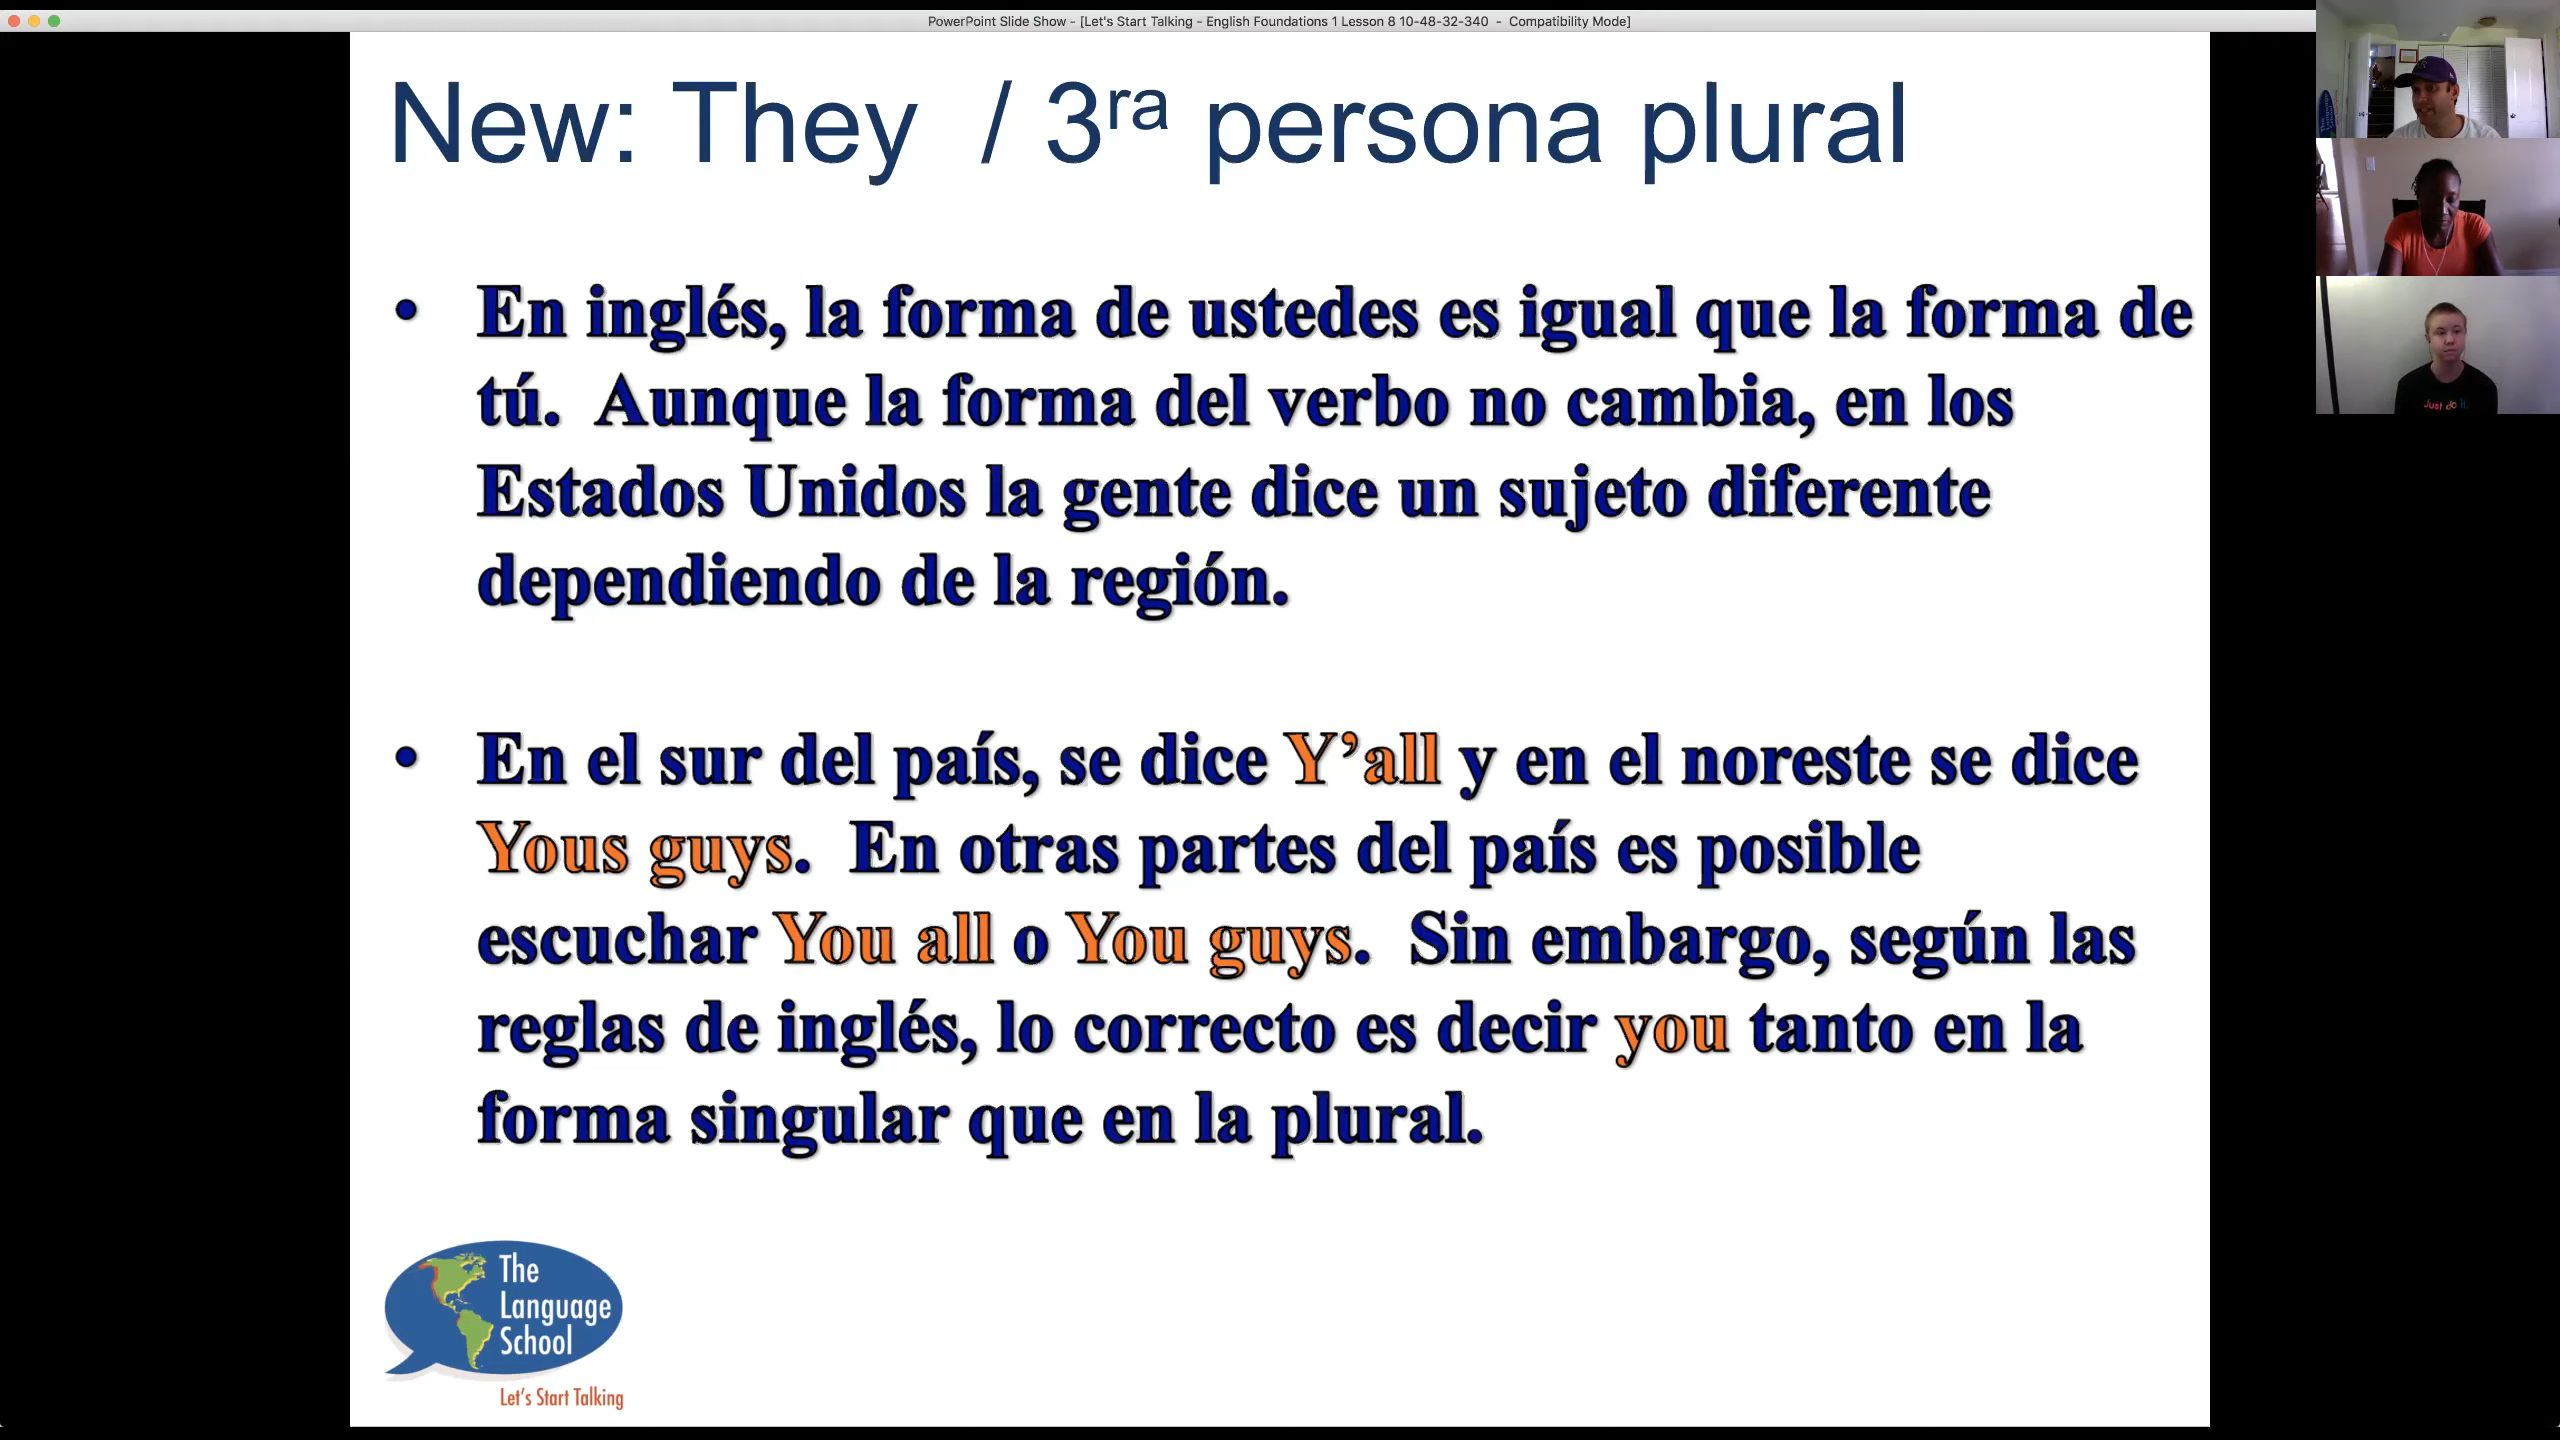 PowerPoint Slide Show - [Let's Start Talking - English Foundations 1 Lesson 8 10-48-32-340 - Compatibility Mode]
New: They / 3ra persona plural
• En inglés, la forma de ustedes es igual que la forma de
tú. Aunque la forma del verbo no cambia, en los
Estados Unidos la gente dice un sujeto diferente
dependiendo de la región.
• En el sur del país, se dice Y’all y en el noreste se dice
Yous guys. En otras partes del país es posible
escuchar You all o You guys. Sin embargo, según las
reglas de inglés, lo correcto es decir you tanto en la
forma singular que en la plural.
The
Language
School
Let's Start Talking
Just do it.